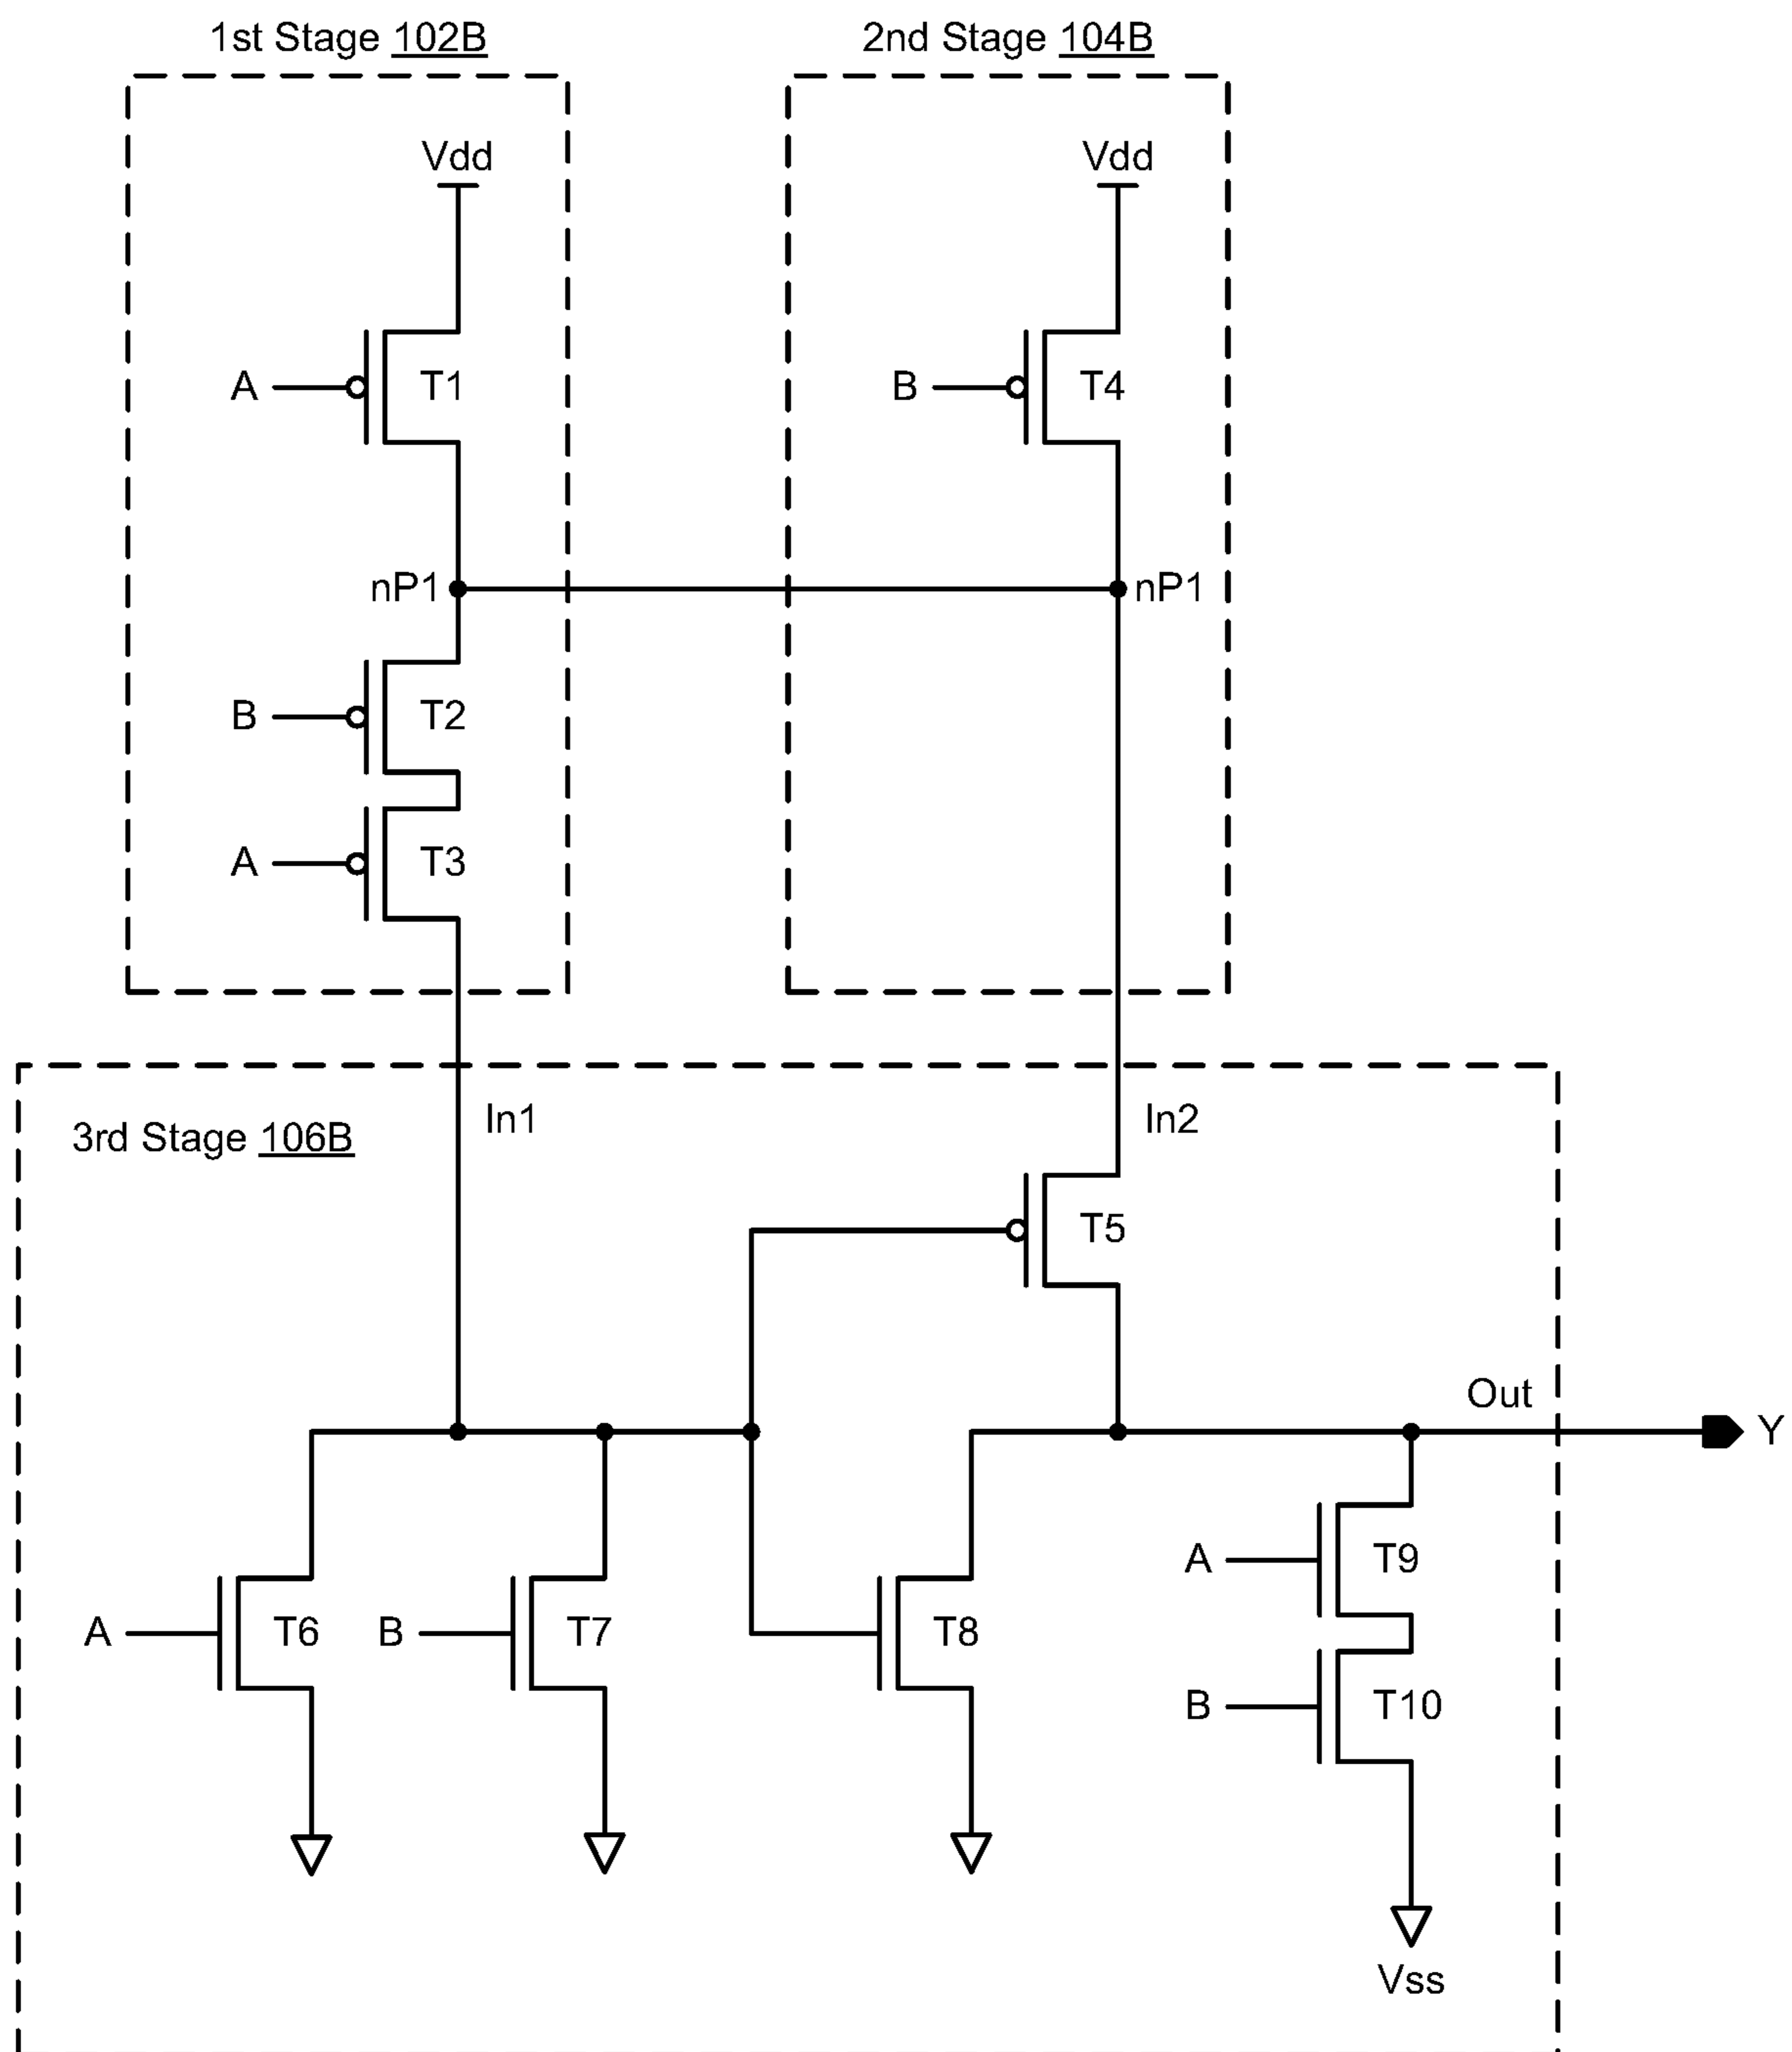 1st Stage 102B
2nd Stage 104B
Vdd
Vdd
A
T1
B
T4
nP1
nP1
B
T2
A
T3
In1
In2
3rd Stage 106B
T5
Out
Y
A
T9
A
T6
B
T7
T8
B
T10
Vss